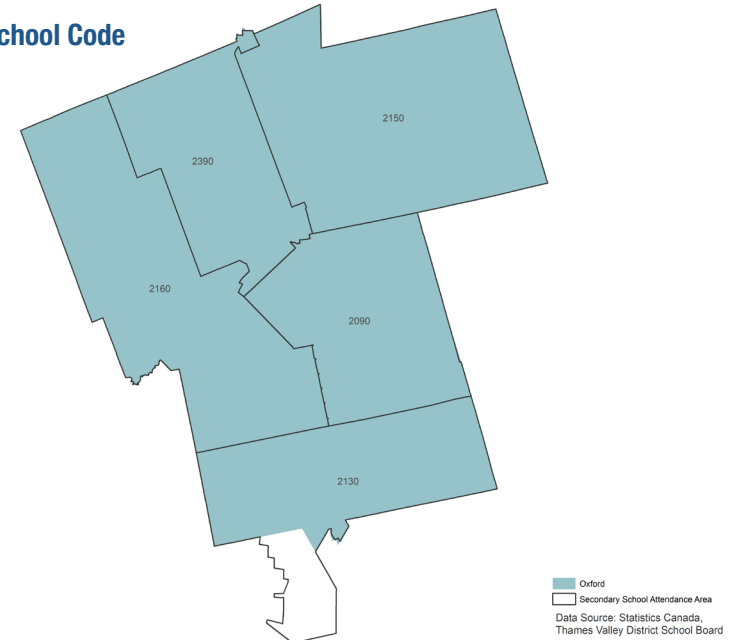 chool Code
2150
2390
2160
2090
2130
Oxford
Secondary School Attendance Area
Data Source: Statistics Canada,
Thames Valley District School Board